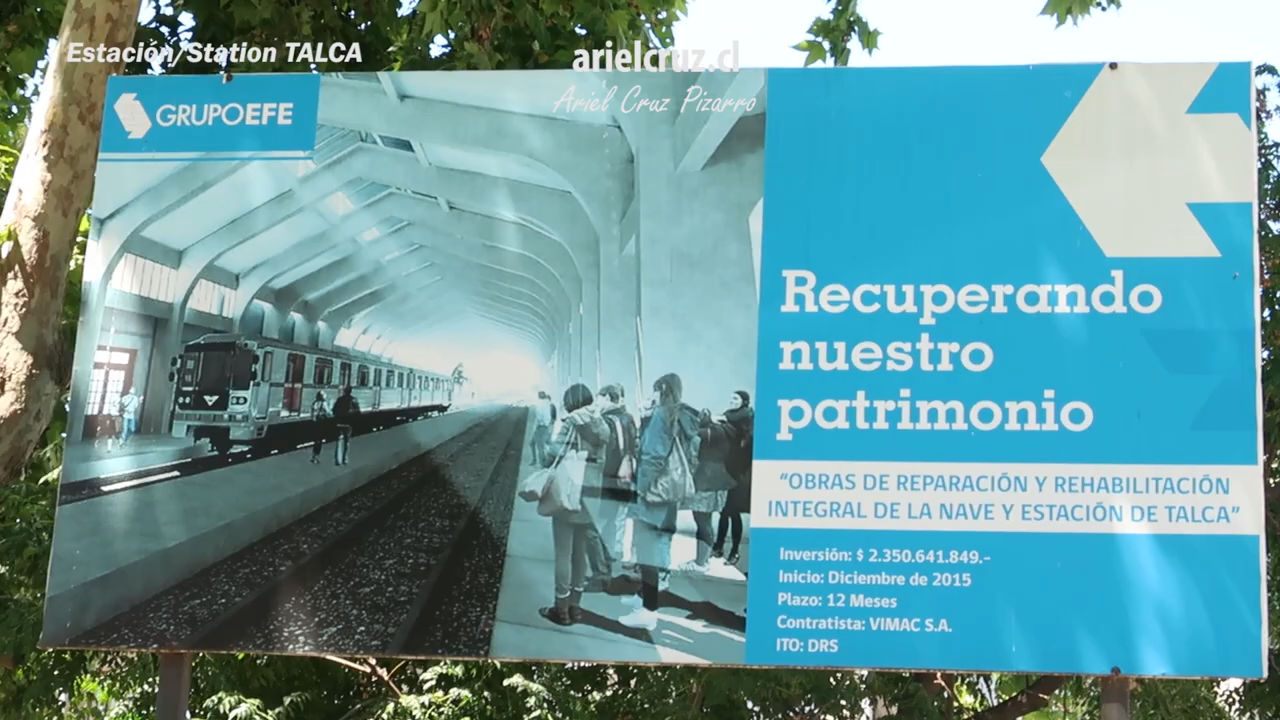 Estación/Station TALCA
arielcruz.cl
Ariel Cruz Pizarro
GRUPOEFE
Recuperando
nuestro
patrimonio
“OBRAS DE REPARACIÓN Y REHABILITACIÓN
INTEGRAL DE LA NAVE Y ESTACIÓN DE TALCA”
Inversión: $ 2.350.641.849.-
Inicio: Diciembre de 2015
Plazo: 12 Meses
Contratista: VIMAC S.A.
ITO: DRS